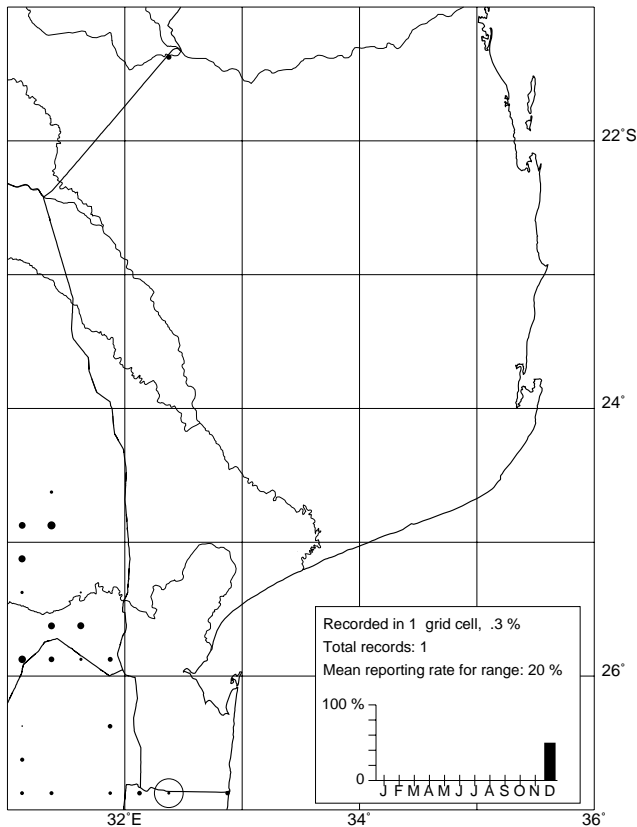 22°S
24°
26°
Recorded in 1 grid cell, .3 %
Total records: 1
Mean reporting rate for range: 20 %
100 %
0
J F M A M J J A S O N D
32°E
34°
36°